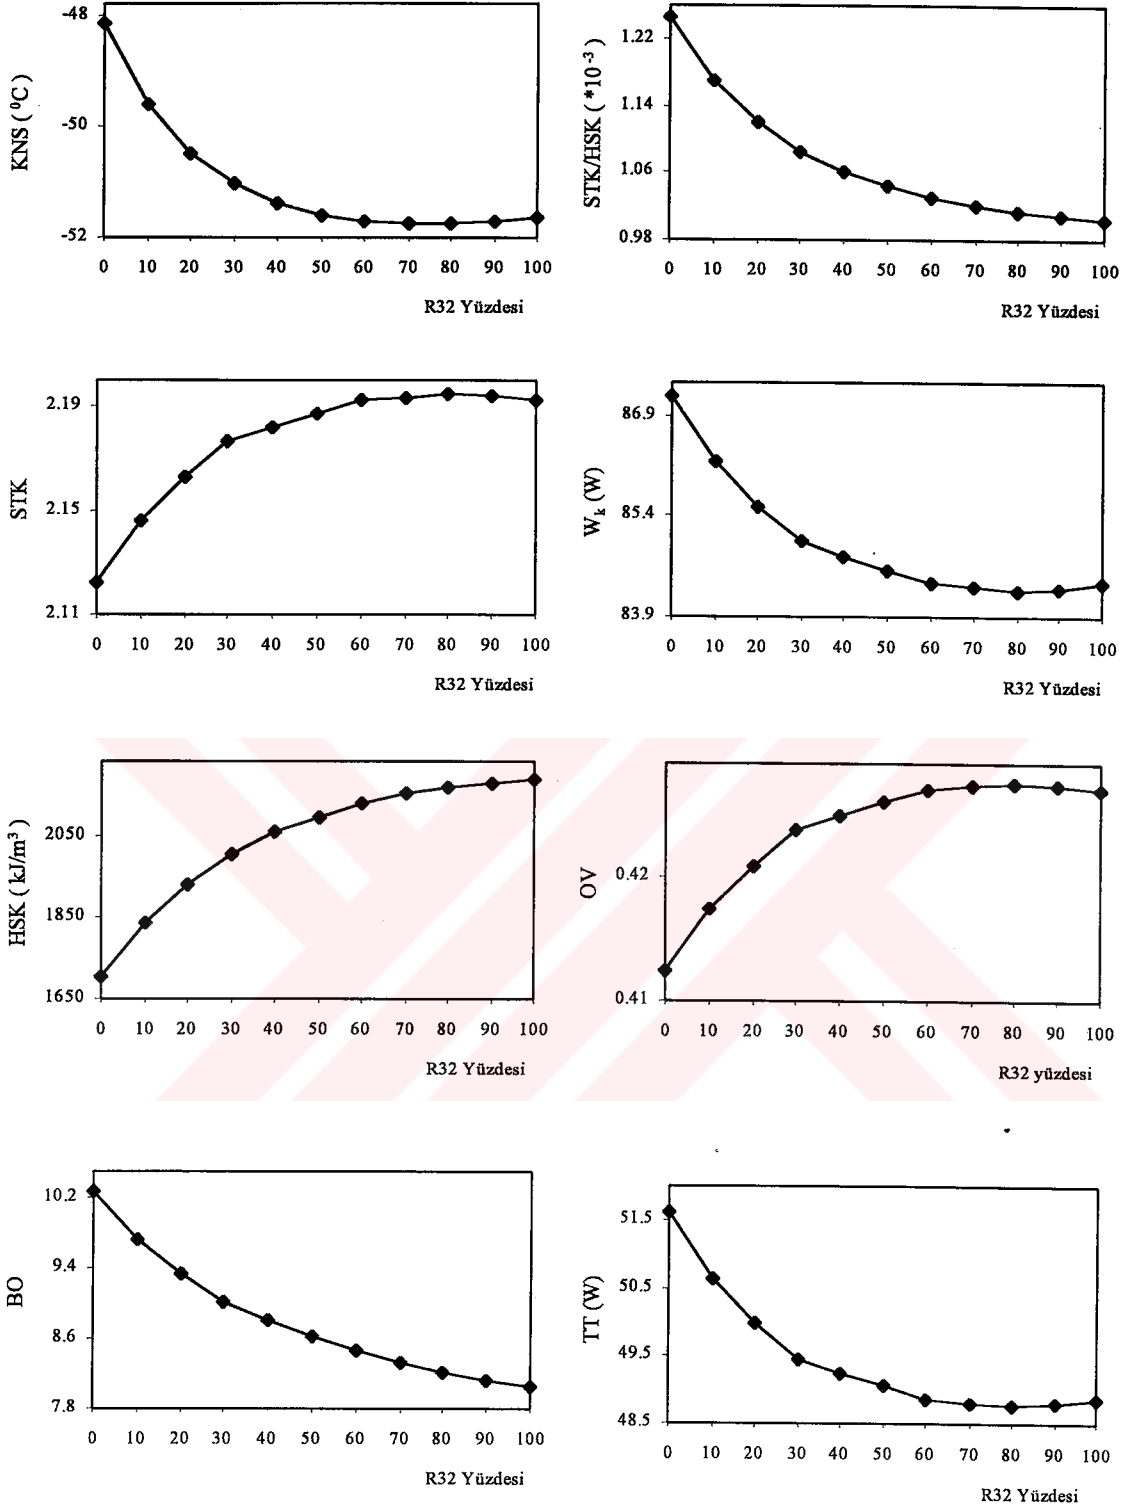 -48
-50
-52
KNS ( ⁰C )
0 10 20 30 40 50 60 70 80 90 100
R32 Yüzdesi
1.22
1.14
1.06
0.98
STK/HSK ( *10⁻³ )
0 10 20 30 40 50 60 70 80 90 100
R32 Yüzdesi
2.19
2.15
2.11
STK
0 10 20 30 40 50 60 70 80 90 100
R32 Yüzdesi
86.9
85.4
83.9
Wₖ (W)
0 10 20 30 40 50 60 70 80 90 100
R32 Yüzdesi
2050
1850
1650
HSK ( kJ/m³ )
0 10 20 30 40 50 60 70 80 90 100
R32 Yüzdesi
0.42
0.41
OV
0 10 20 30 40 50 60 70 80 90 100
R32 yüzdesi
10.2
9.4
8.6
7.8
BO
0 10 20 30 40 50 60 70 80 90 100
R32 Yüzdesi
51.5
50.5
49.5
48.5
TT (W)
0 10 20 30 40 50 60 70 80 90 100
R32 Yüzdesi